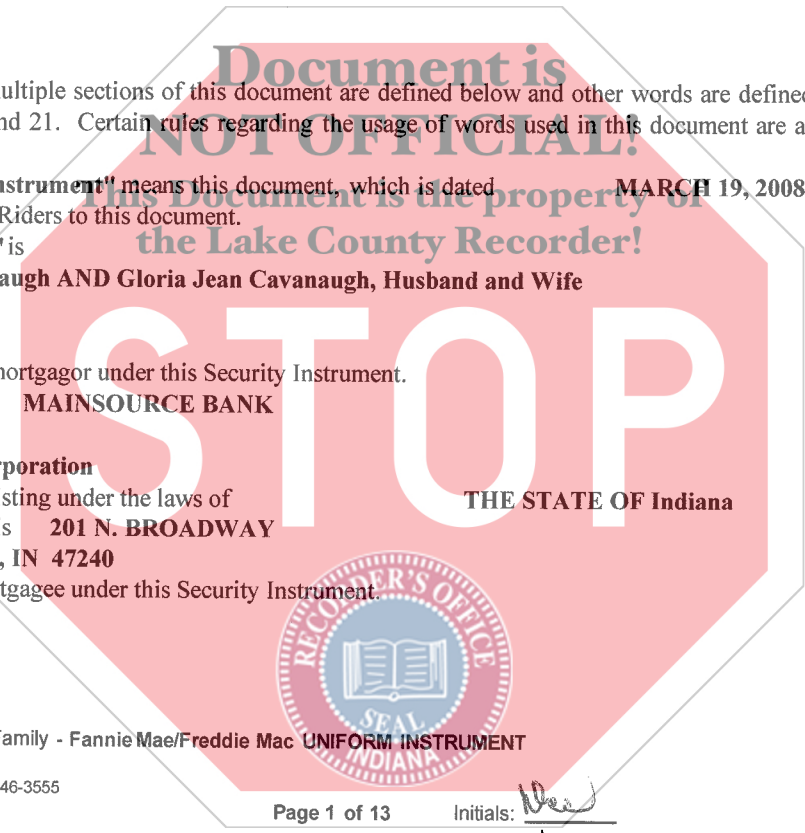 Document is
ultiple sections of this document are defined below and other words are defined
nd 21. Certain rules regarding the usage of words used in this document are a
NOT OFFICIAL!
nstrument" means this document, which is dated MARCH 19, 2008
This Document is the property of
Riders to this document.
" is
the Lake County Recorder!
augh AND Gloria Jean Cavanaugh, Husband and Wife
STOP
mortgagor under this Security Instrument.
MAINSOURCE BANK
rporation
sting under the laws of THE STATE OF Indiana
s 201 N. BROADWAY
, IN 47240
tgagee under this Security Instrument.
RECORDER'S OFFICE
SEAL
INDIANA
Family - Fannie Mae/Freddie Mac UNIFORM INSTRUMENT
46-3555
Page 1 of 13 Initials: